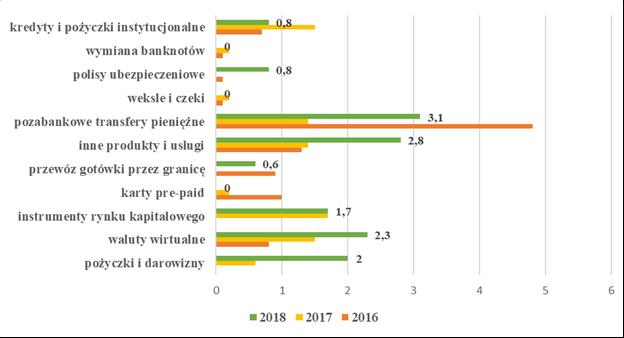 kredyty i pożyczki instytucjonalne 0,8
wymiana banknotów 0
polisy ubezpieczeniowe 0,8
weksle i czeki 0
pozabankowe transfery pieniężne 3,1
inne produkty i usługi 2,8
przewóz gotówki przez granicę 0,6
karty pre-paid 0
instrumenty rynku kapitalowego 1,7
waluty wirtualne 2,3
pożyczki i darowizny 2
0 1 2 3 4 5 6
2018 2017 2016